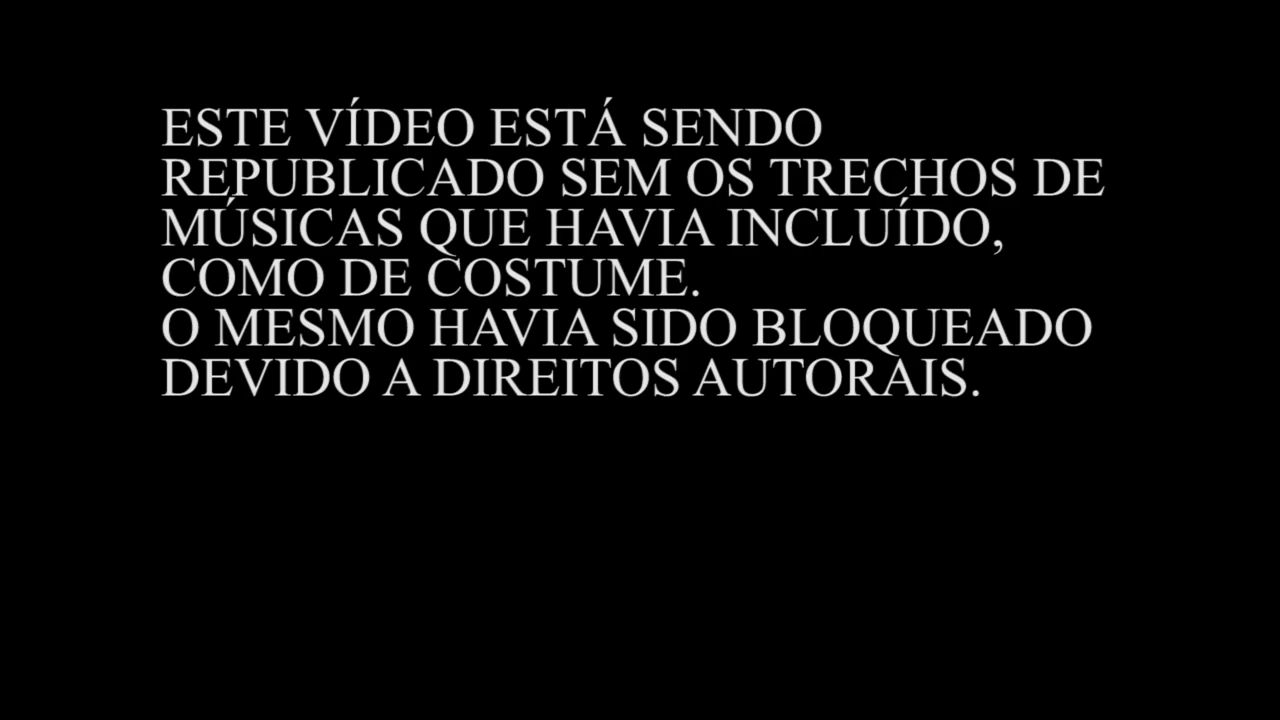 ESTE VÍDEO ESTÁ SENDO
REPUBLICADO SEM OS TRECHOS DE
MÚSICAS QUE HAVIA INCLUÍDO,
COMO DE COSTUME.
O MESMO HAVIA SIDO BLOQUEADO
DEVIDO A DIREITOS AUTORAIS.